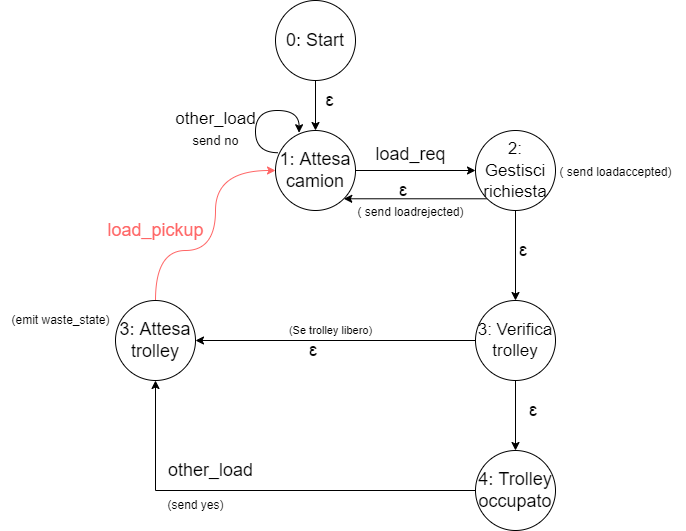 0: Start
ε
other_load
send no
1: Attesa
camion
load_req
2:
Gestisci
richiesta
( send loadaccepted)
ε
( send loadrejected)
load_pickup
ε
(emit waste_state)
3: Attesa
trolley
(Se trolley libero)
ε
3: Verifica
trolley
ε
other_load
(send yes)
4: Trolley
occupato